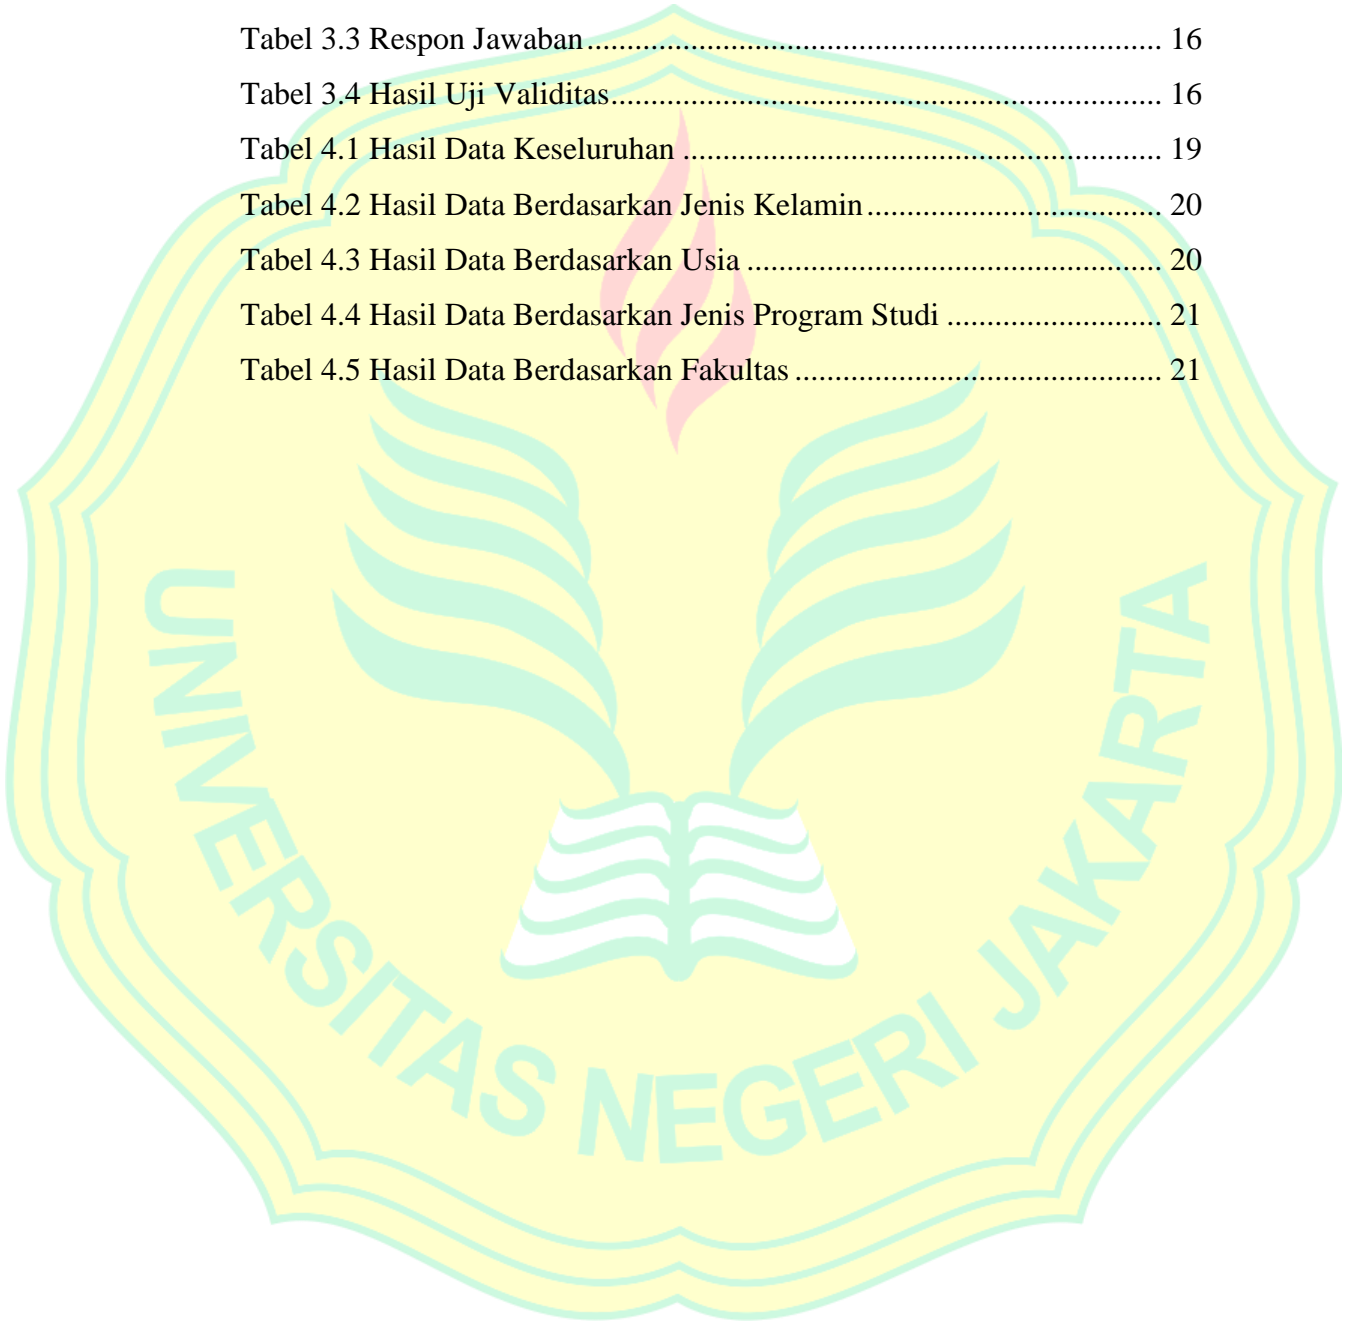 Tabel 3.3 Respon Jawaban...................................................................... 16
Tabel 3.4 Hasil Uji Validitas................................................................... 16
Tabel 4.1 Hasil Data Keseluruhan .......................................................... 19
Tabel 4.2 Hasil Data Berdasarkan Jenis Kelamin.................................... 20
Tabel 4.3 Hasil Data Berdasarkan Usia .................................................. 20
Tabel 4.4 Hasil Data Berdasarkan Jenis Program Studi .......................... 21
Tabel 4.5 Hasil Data Berdasarkan Fakultas ............................................ 21
UNIVERSITAS NEGERI JAKARTA